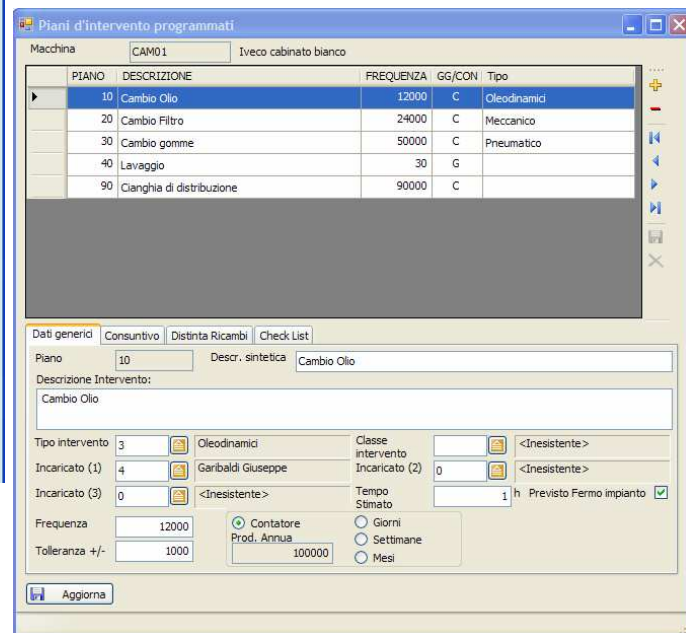 Piani d'intervento programmati
Macchina CAM01 Iveco cabinato bianco
PIANO DESCRIZIONE FREQUENZA GG/CON Tipo
10 Cambio Olio 12000 C Oleodinamici
20 Cambio Filtro 24000 C Meccanico
30 Cambio gomme 50000 C Pneumatico
40 Lavaggio 30 G
90 Cianghia di distribuzione 90000 C
Dati generici Consuntivo Distinta Ricambi Check List
Piano 10 Descr. sintetica Cambio Olio
Descrizione Intervento:
Cambio Olio
Tipo intervento 3 Oleodinamici Classe intervento <Inesistente>
Incaricato (1) 4 Garibaldi Giuseppe Incaricato (2) 0 <Inesistente>
Incaricato (3) 0 <Inesistente> Tempo Stimato 1 h Previsto Fermo impianto
Frequenza 12000 Contatore Giorni
Prod. Annua Settimane
Tolleranza +/- 1000 100000 Mesi
Aggiorna